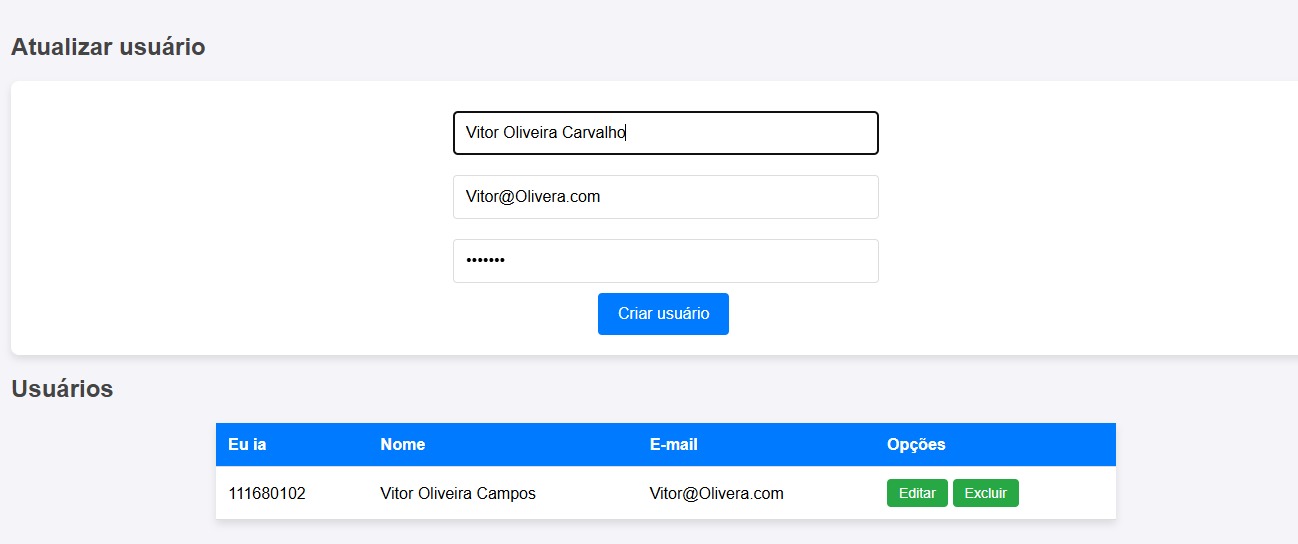 Atualizar usuário
Vitor Oliveira Carvalho
Vitor@Olivera.com
•••••••
Criar usuário
Usuários
Eu ia Nome E-mail Opções
111680102 Vitor Oliveira Campos Vitor@Olivera.com Editar Excluir